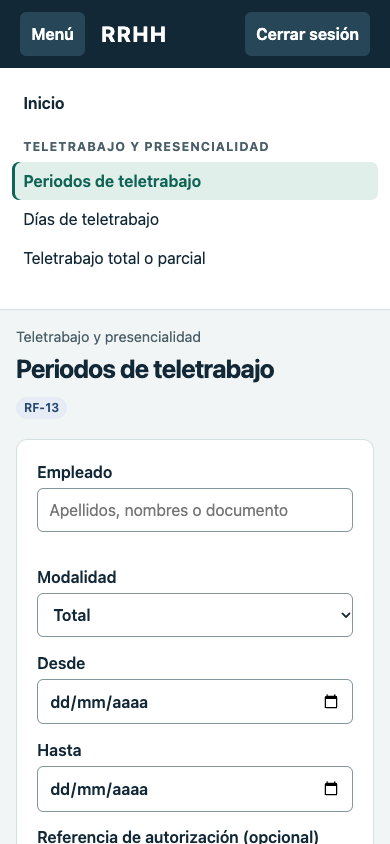 Menú
RRHH
Cerrar sesión
Inicio
TELETRABAJO Y PRESENCIALIDAD
Periodos de teletrabajo
Días de teletrabajo
Teletrabajo total o parcial
Teletrabajo y presencialidad
Periodos de teletrabajo
RF-13
Empleado
Apellidos, nombres o documento
Modalidad
Total
Desde
dd/mm/aaaa
Hasta
dd/mm/aaaa
Referencia de autorización (opcional)